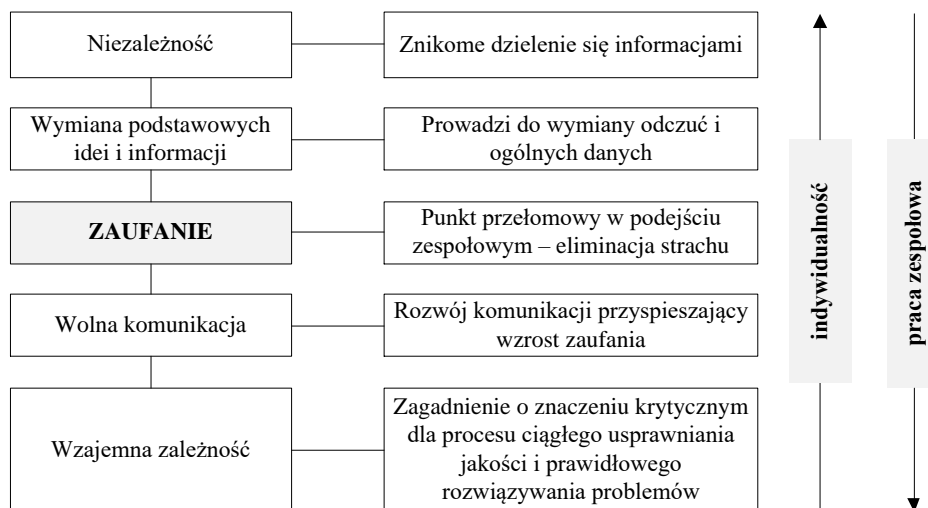 Niezależność
Znikome dzielenie się informacjami
Wymiana podstawowych
idei i informacji
Prowadzi do wymiany odczuć i
ogólnych danych
ZAUFANIE
Punkt przełomowy w podejściu
zespołowym – eliminacja strachu
Wolna komunikacja
Rozwój komunikacji przyspieszający
wzrost zaufania
Wzajemna zależność
Zagadnienie o znaczeniu krytycznym
dla procesu ciągłego usprawniania
jakości i prawidłowego
rozwiązywania problemów
indywidualność
praca zespołowa